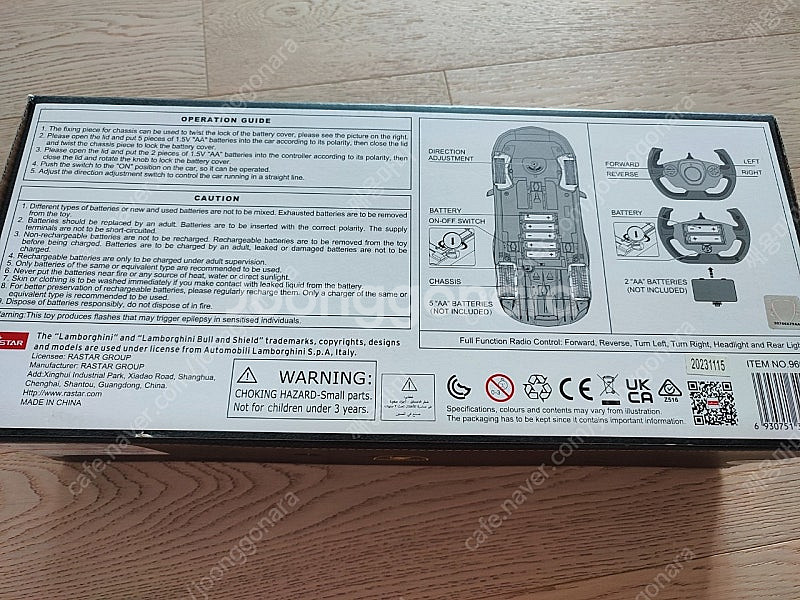 OPERATION GUIDE
1. The fixing piece for chassis can be used to twist the lock of the battery cover, please see the picture on the right.
2. Please open the lid and put 5 pieces of 1.5V "AA" batteries into the car according to its polarity, then close the lid
and twist the chassis piece to lock the battery cover.
3. Please open the lid and put the 2 pieces of 1.5V "AA" batteries into the controller according to its polarity, then
close the lid and rotate the knob to lock the battery cover.
4. Push the switch to the "ON" position on the car, so it can be operated.
5. Adjust the direction adjustment switch to control the car running in a straight line.
CAUTION
1. Different types of batteries or new and used batteries are not to be mixed. Exhausted batteries are to be removed
from the toy.
2. Batteries should be replaced by an adult. Batteries are to be inserted with the correct polarity. The supply
terminals are not to be short-circuited.
3. Non-rechargeable batteries are not to be recharged. Rechargeable batteries are to be removed from the toy
before being charged. Batteries are to be charged by an adult, leaked or damaged batteries are not to be
charged.
4. Rechargeable batteries are only to be charged under adult supervision.
5. Only batteries of the same or equivalent type are recommended to be used.
6. Never put the batteries near fire or any source of heat, water or direct sunlight.
7. Skin or clothing is to be washed immediately if you make contact with leaked liquid from the battery.
8. For better preservation of rechargeable batteries, please regularly recharge them. Only a charger of the same or
equivalent type is recommended to be used.
9. Dispose of batteries responsibly, do not dispose of in fire.
Warning:This toy produces flashes that may trigger epilepsy in sensitised individuals.
The "Lamborghini" and "Lamborghini Bull and Shield" trademarks, copyrights, designs
and models are used under license from Automobili Lamborghini S.p.A, Italy.
Licensee: RASTAR GROUP
Manufacturer: RASTAR GROUP
Add:Xinghui Industrial Park, Xiadao Road, Shanghua,
Chenghai, Shantou, Guangdong, China.
Http://www.rastar.com
MADE IN CHINA
WARNING:
CHOKING HAZARD-Small parts.
Not for children under 3 years.
DIRECTION
ADJUSTMENT
BATTERY
ON-OFF SWITCH
CHASSIS
5 "AA" BATTERIES
(NOT INCLUDED)
FORWARD
REVERSE
LEFT
RIGHT
BATTERY
2 "AA" BATTERIES
(NOT INCLUDED)
Full Function Radio Control: Forward, Reverse, Turn Left, Turn Right, Headlight and Rear
20231115
ITEM NO.
0-3
CE
UK
CA
Z516
Specifications, colours and contents may vary from illustration.
The packaging has to be kept since it contains important information.
6 930751
cafe.naver.com/joonggonara